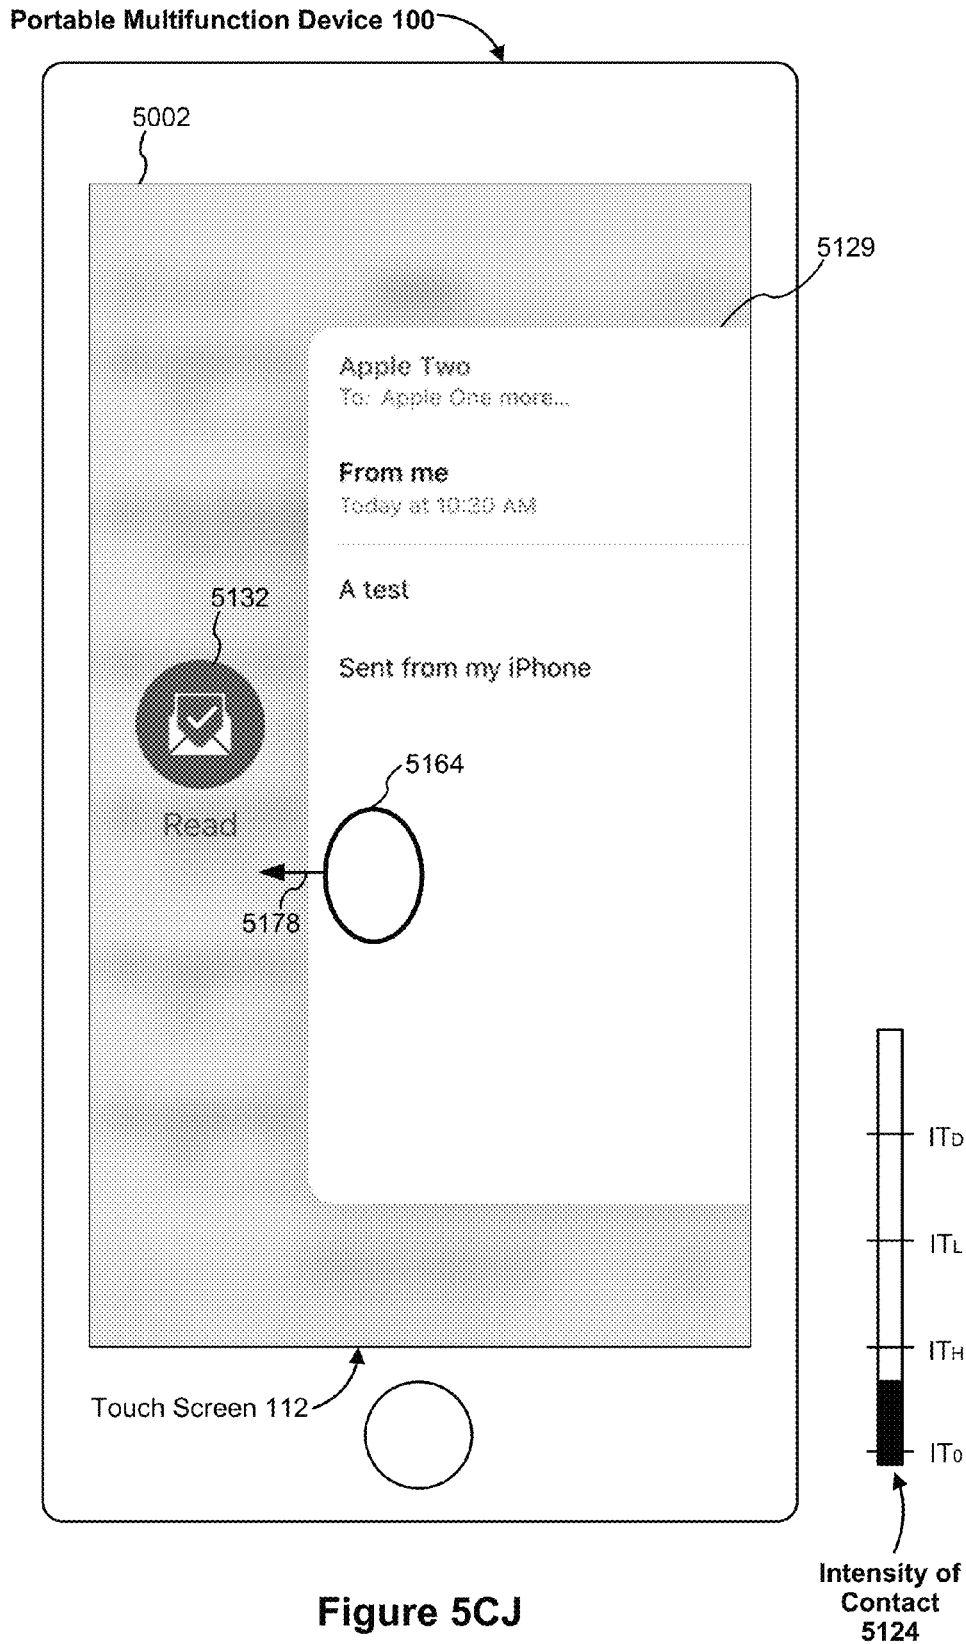 Portable Multifunction Device 100
5002
5129
Apple Two
To: Apple One more...
From me
Today at 10:30 AM
A test
5132
Sent from my iPhone
5164
Read
5178
ITD
ITL
ITH
Touch Screen 112
IT0
Intensity of
Contact
5124
Figure 5CJ